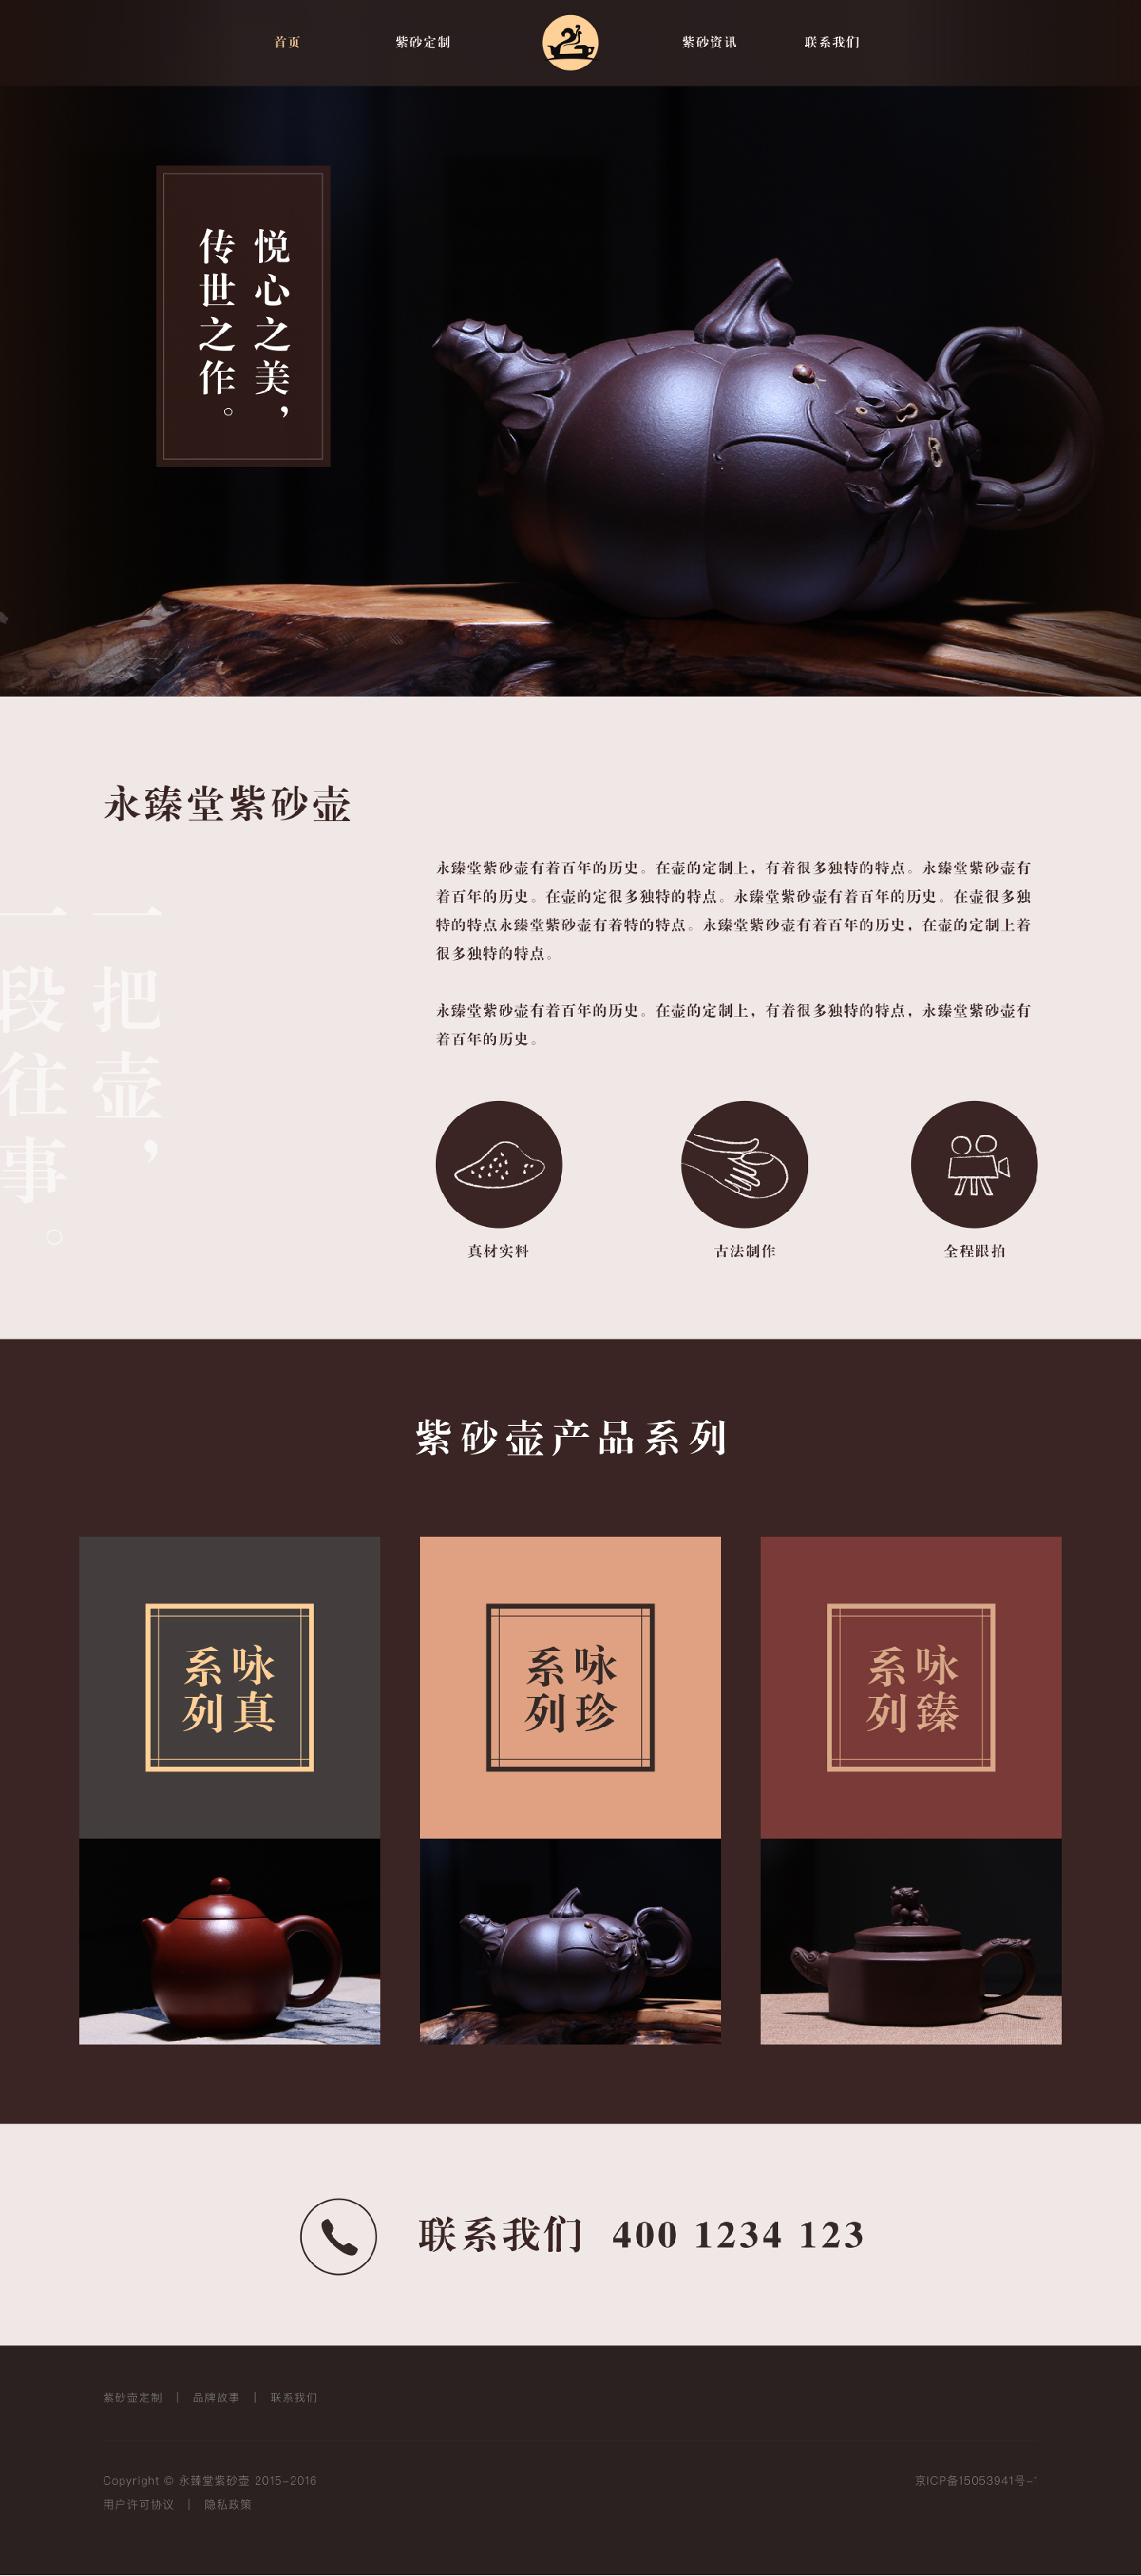 首页
紫砂定制
紫砂资讯
联系我们
悦心之美，
传世之作。
永臻堂紫砂壶
永臻堂紫砂壶有着百年的历史。在壶的定制上，有着很多独特的特点。永臻堂紫砂壶有
着百年的历史。在壶的定很多独特的特点。永臻堂紫砂壶有着百年的历史。在壶很多独
特的特点永臻堂紫砂壶有着特的特点。永臻堂紫砂壶有着百年的历史，在壶的定制上着
很多独特的特点。
永臻堂紫砂壶有着百年的历史。在壶的定制上，有着很多独特的特点，永臻堂紫砂壶有
着百年的历史。
一把壶，
一段往事。
真材实料
古法制作
全程跟拍
紫砂壶产品系列
咏真
系列
咏珍
系列
咏臻
系列
联系我们 400 1234 123
紫砂壶定制 | 品牌故事 | 联系我们
Copyright © 永臻堂紫砂壶 2015-2016
京ICP备15053941号-
用户许可协议 | 隐私政策